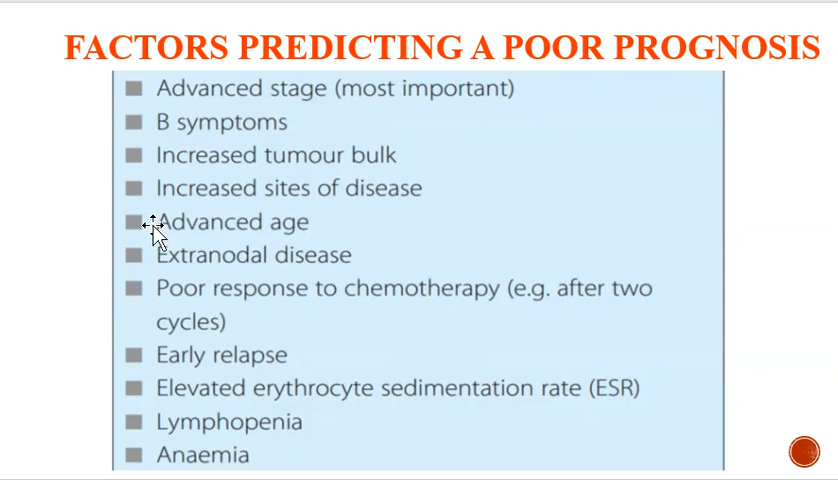 FACTORS PREDICTING A POOR PROGNOSIS
Advanced stage (most important)
B symptoms
Increased tumour bulk
Increased sites of disease
Advanced age
Extranodal disease
Poor response to chemotherapy (e.g. after two
cycles)
Early relapse
Elevated erythrocyte sedimentation rate (ESR)
Lymphopenia
Anaemia